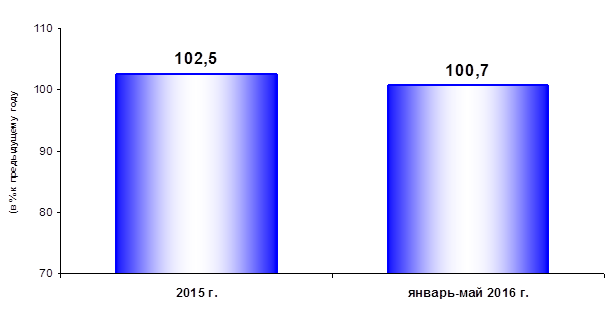 110
100
90
80
70
(в % к предыдущему году
102,5
100,7
2015 г.
январь-май 2016 г.